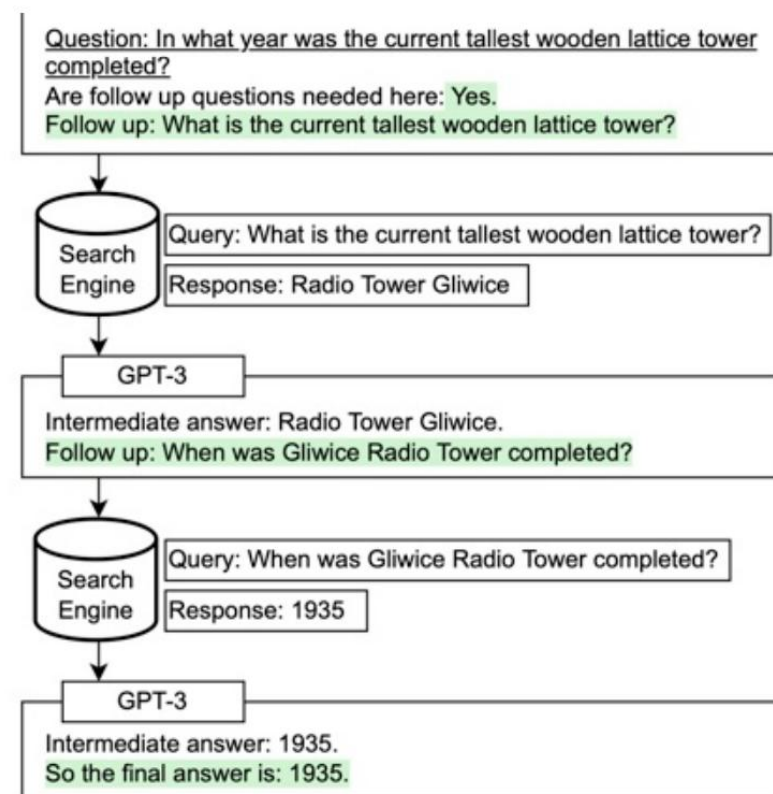 Question: In what year was the current tallest wooden lattice tower
completed?
Are follow up questions needed here: Yes.
Follow up: What is the current tallest wooden lattice tower?
Search
Engine
Query: What is the current tallest wooden lattice tower?
Response: Radio Tower Gliwice
GPT-3
Intermediate answer: Radio Tower Gliwice.
Follow up: When was Gliwice Radio Tower completed?
Search
Engine
Query: When was Gliwice Radio Tower completed?
Response: 1935
GPT-3
Intermediate answer: 1935.
So the final answer is: 1935.